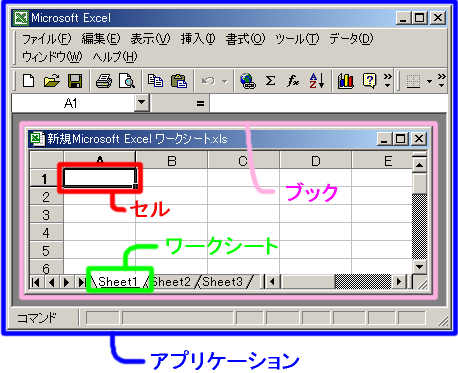 Microsoft Excel
ファイル(F) 編集(E) 表示(V) 挿入(I) 書式(O) ツール(T) データ(D)
ウィンドウ(W) ヘルプ(H)
A1 =
新規Microsoft Excel ワークシート.xls
A B C D E
1
2
3
4
5
6
セル
ブック
ワークシート
Sheet1 Sheet2 Sheet3
コマンド
アプリケーション